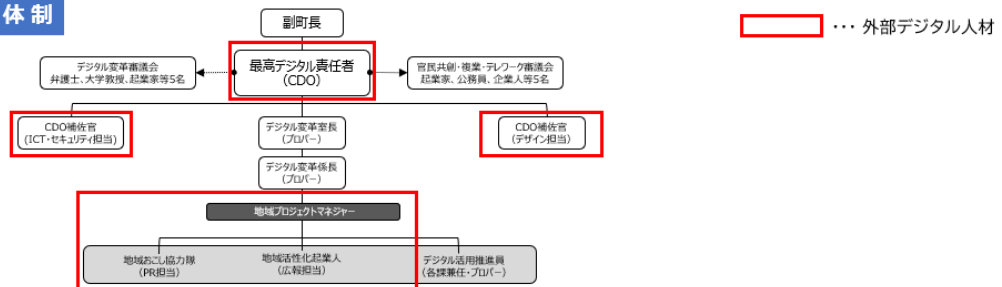 体制
副町長
・・・ 外部デジタル人材
デジタル変革審議会
弁護士、大学教授、起業家等5名
最高デジタル責任者
（CDO）
官民共創・複業・テレワーク審議会
起業家、公務員、企業人等5名
CDO補佐官
(ICT・セキュリティ担当)
デジタル変革室長
（プロパー）
CDO補佐官
（デザイン担当）
デジタル変革係長
（プロパー）
地域プロジェクトマネジャー
地域おこし協力隊
（PR担当）
地域活性化起業人
（広報担当）
デジタル活用推進員
（各課兼任・プロパー）